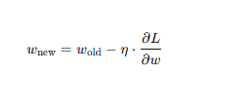 w_new = w_old − η · ∂L/∂w